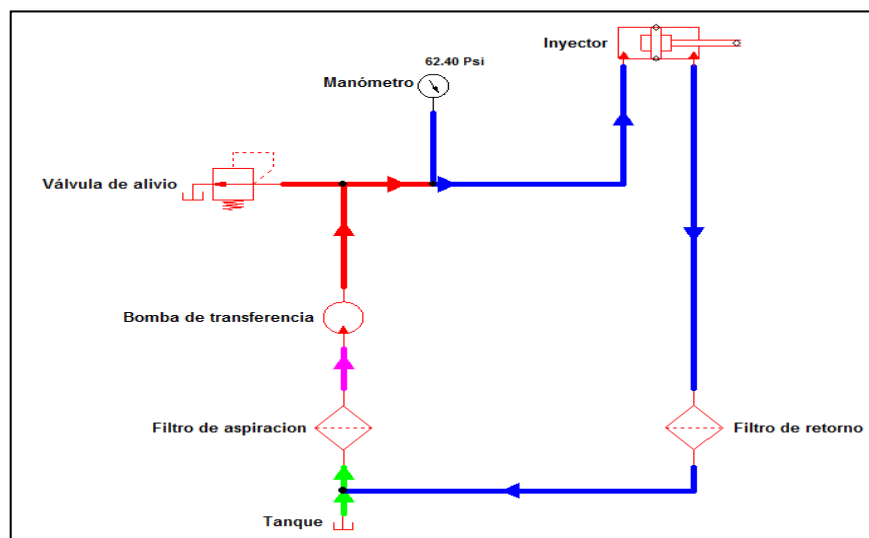 Inyector
62.40 Psi
Manómetro
Válvula de alivio
Bomba de transferencia
Filtro de aspiracion
Filtro de retorno
Tanque